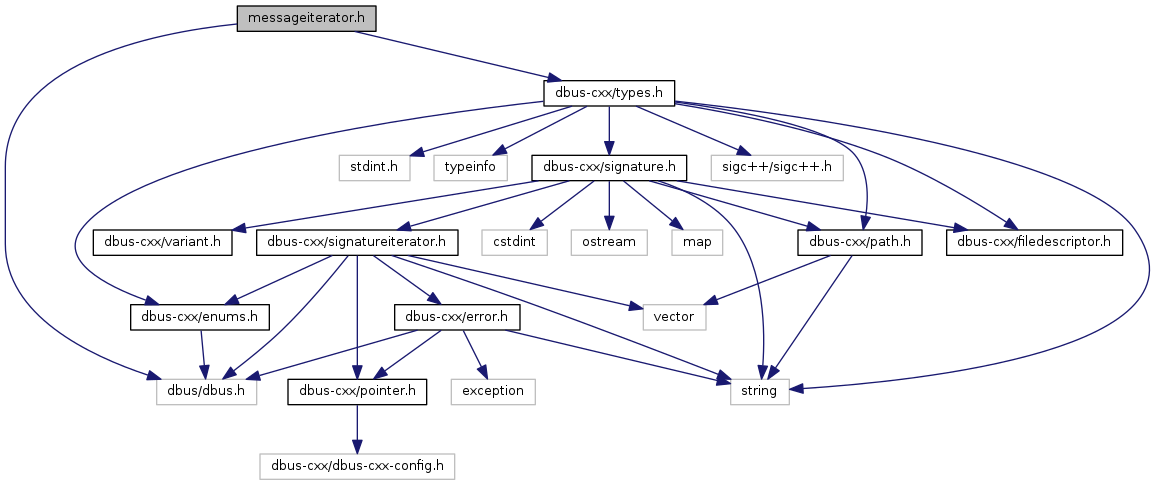 messageiterator.h
dbus-cxx/types.h
stdint.h
typeinfo
dbus-cxx/signature.h
sigc++/sigc++.h
dbus-cxx/variant.h
dbus-cxx/signatureiterator.h
cstdint
ostream
map
dbus-cxx/path.h
dbus-cxx/filedescriptor.h
dbus-cxx/enums.h
dbus-cxx/error.h
vector
dbus/dbus.h
dbus-cxx/pointer.h
exception
string
dbus-cxx/dbus-cxx-config.h